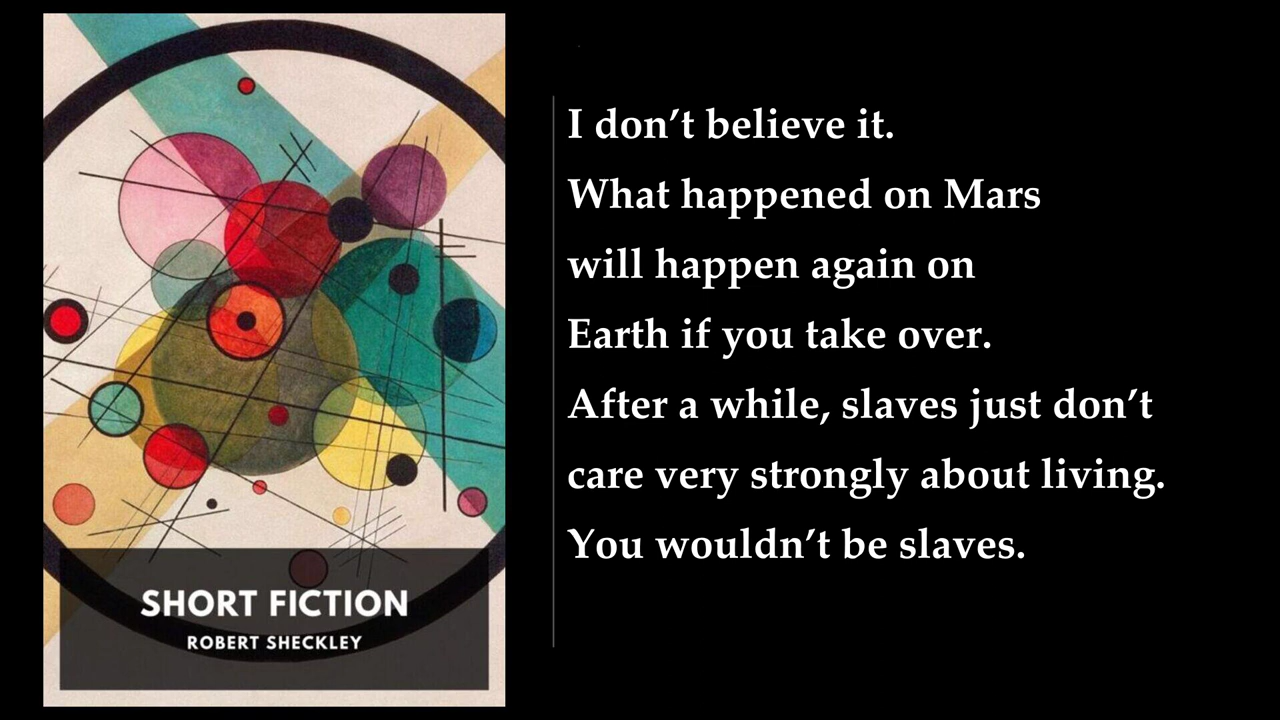 SHORT FICTION
ROBERT SHECKLEY
I don’t believe it.
What happened on Mars
will happen again on
Earth if you take over.
After a while, slaves just don’t
care very strongly about living.
You wouldn’t be slaves.